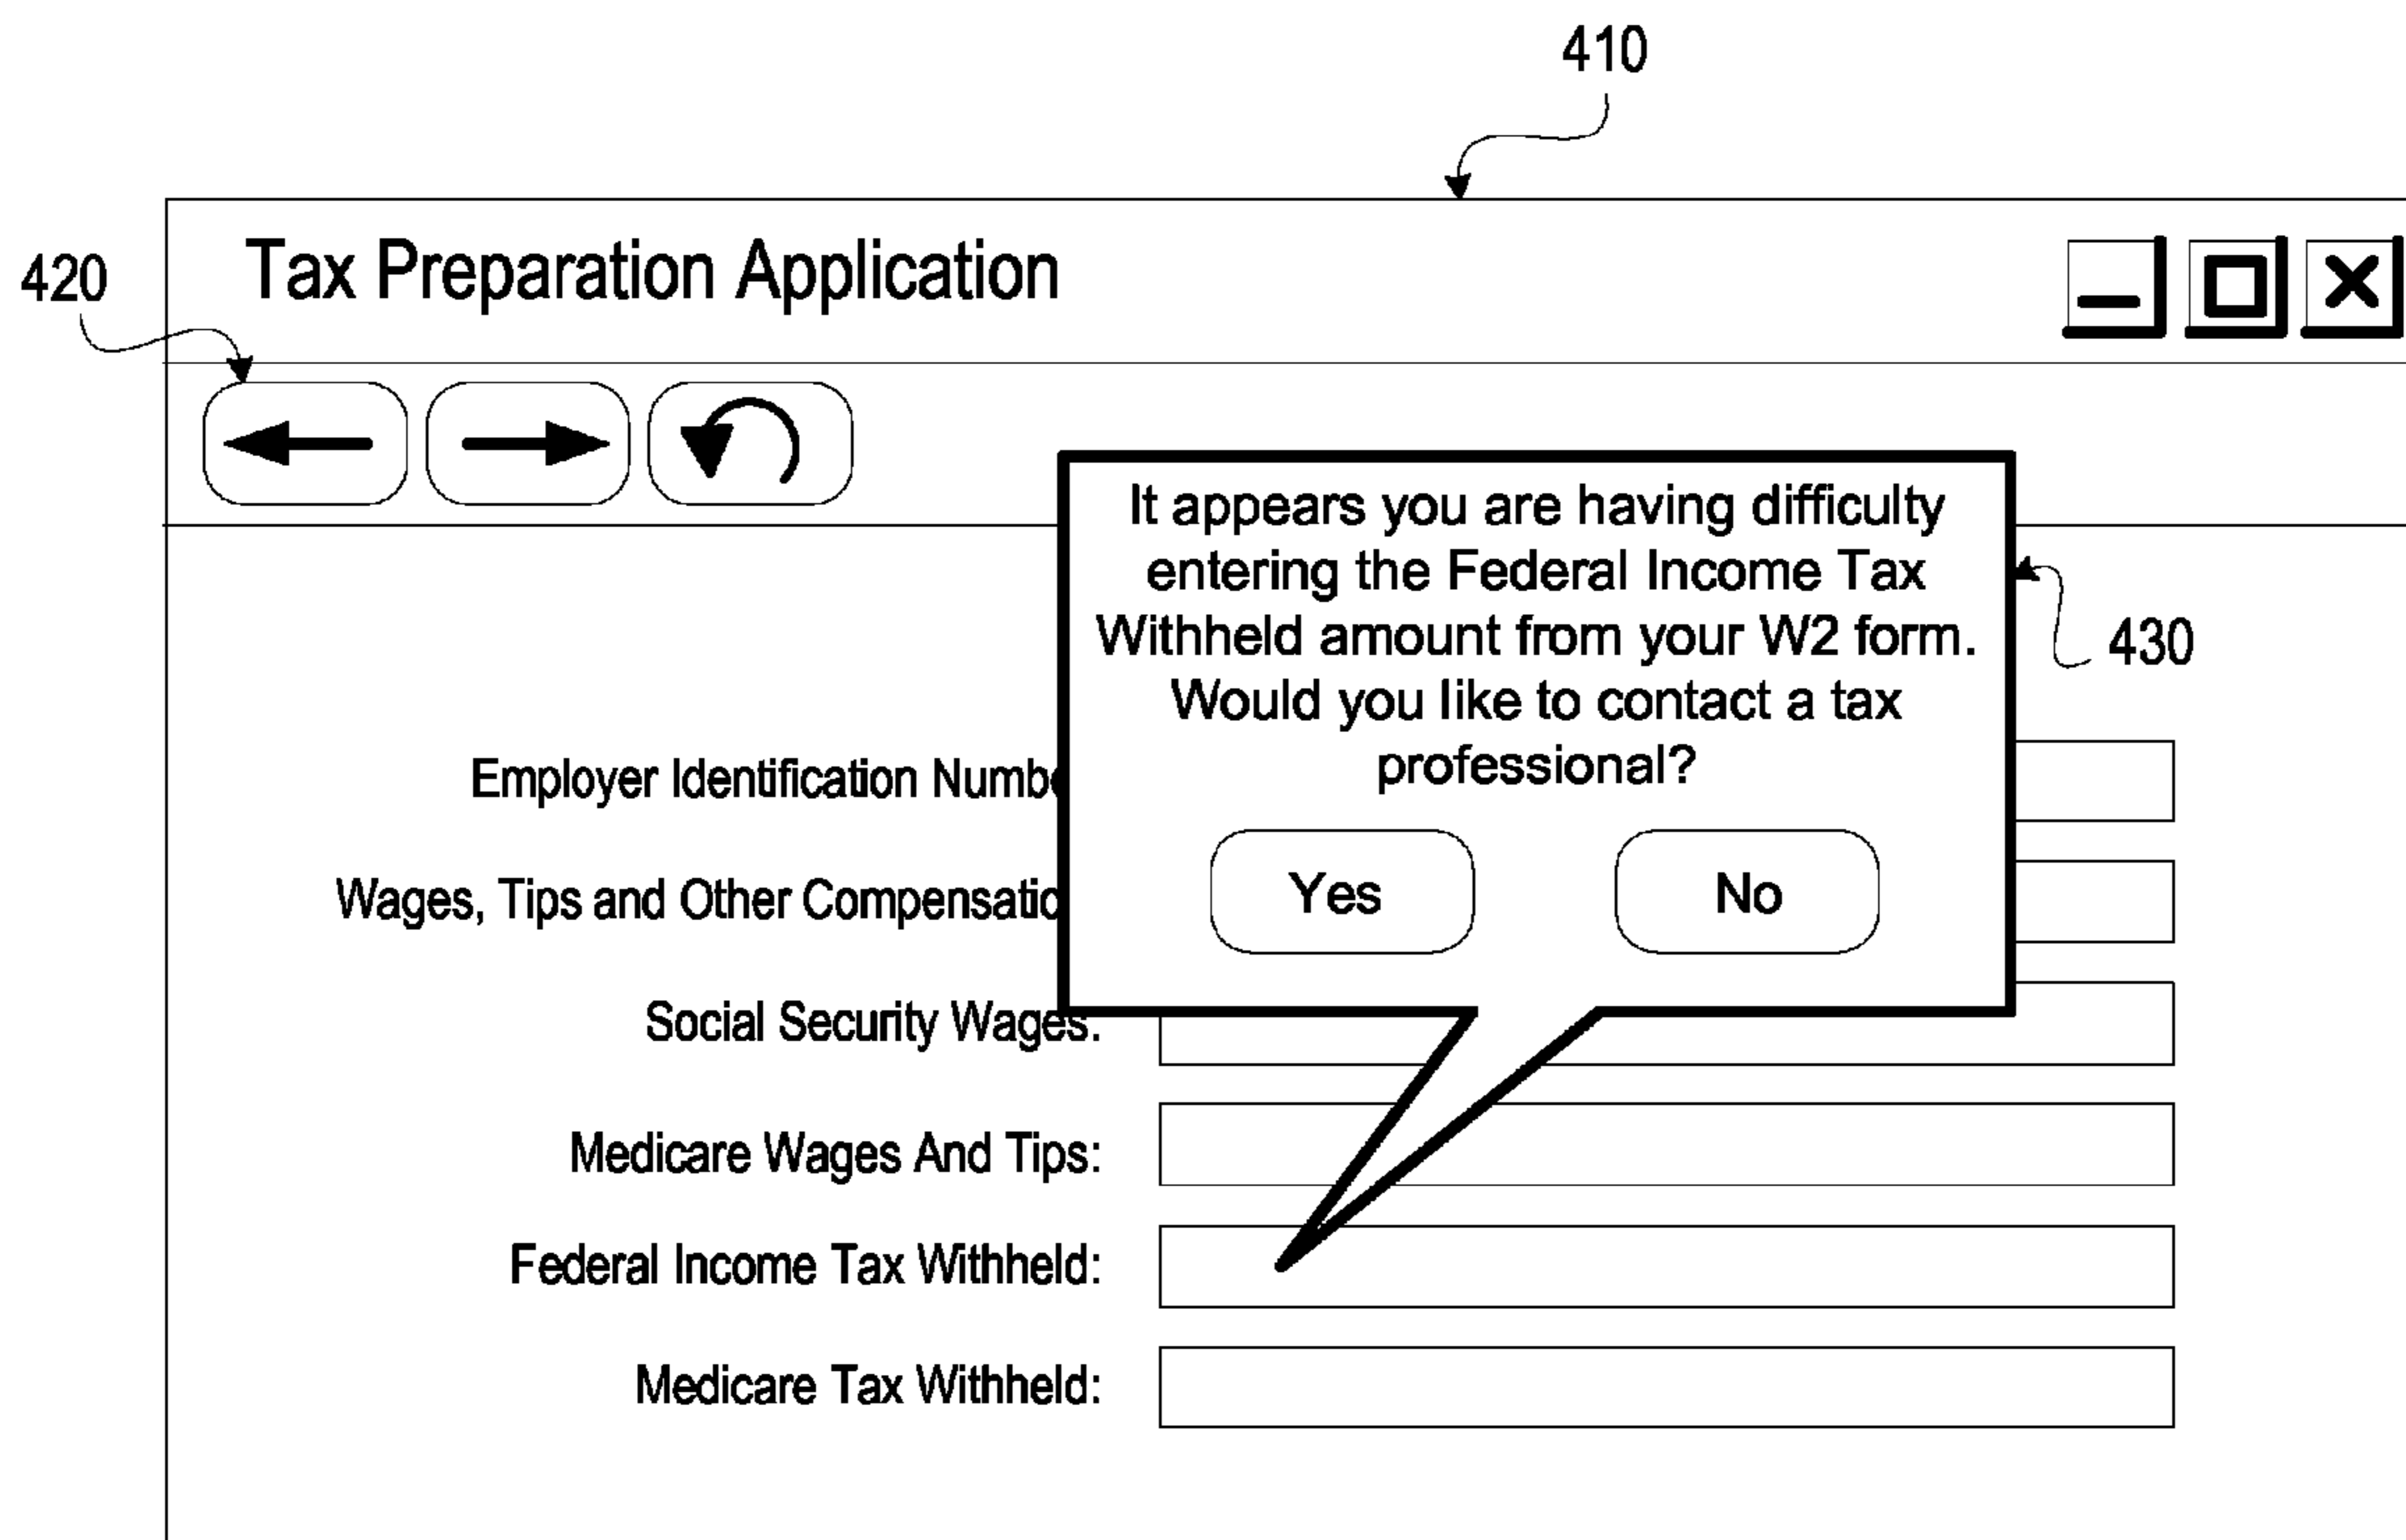 410
420
Tax Preparation Application
It appears you are having difficulty
entering the Federal Income Tax
Withheld amount from your W2 form.
Would you like to contact a tax
professional?
430
Yes
No
Employer Identification Numbe
Wages, Tips and Other Compensatio
Social Security Wages:
Medicare Wages And Tips:
Federal Income Tax Withheld:
Medicare Tax Withheld: